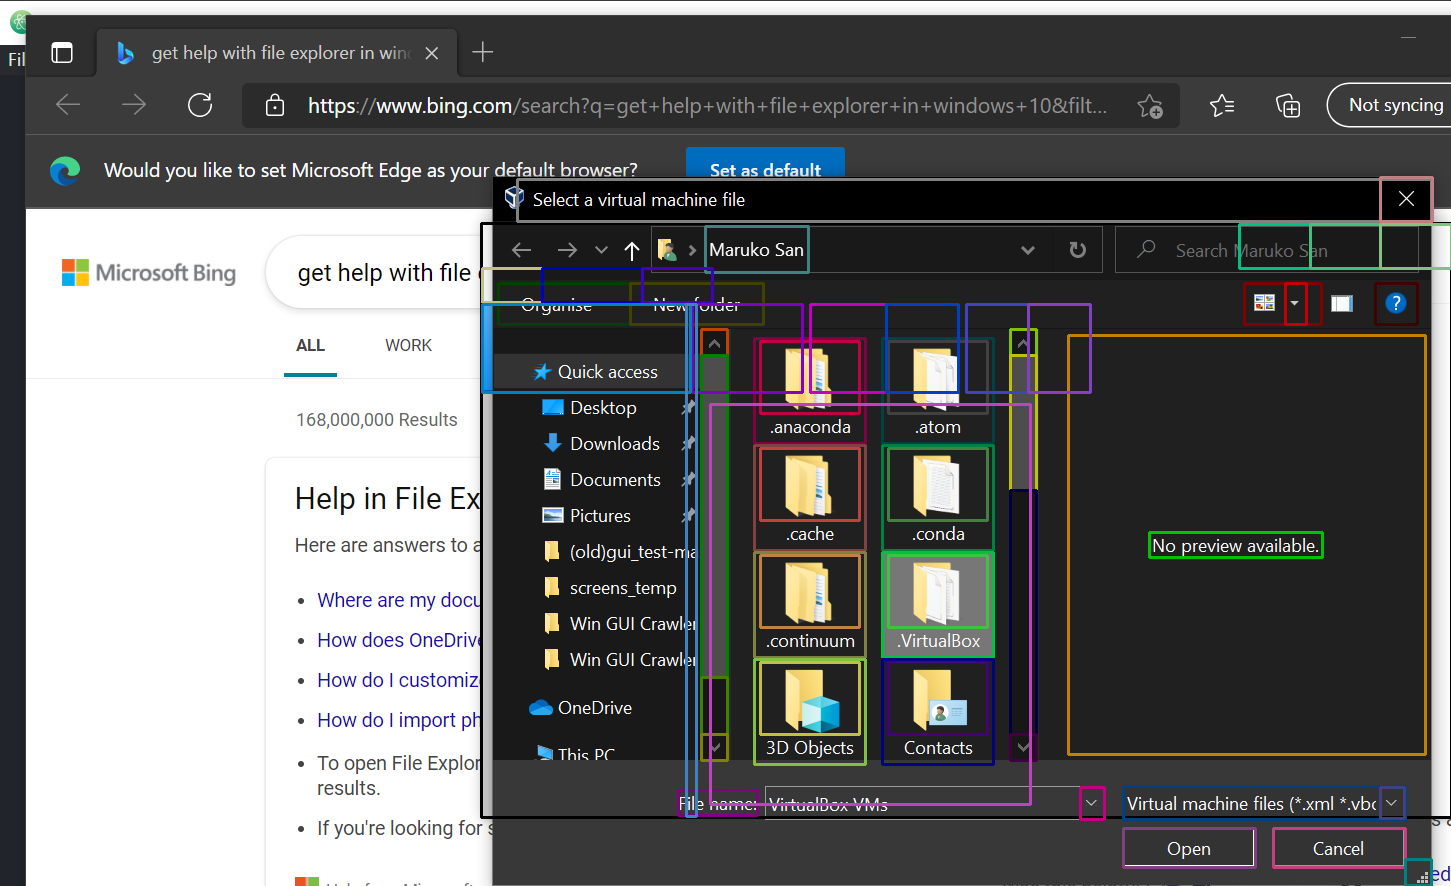 Fil
get help with file explorer in win
https://www.bing.com/search?q=get+help+with+file+explorer+in+windows+10&filt...
Not syncing
Would you like to set Microsoft Edge as your default browser?
Set as default
Select a virtual machine file
Maruko San
Search Maruko San
Microsoft Bing
get help with file
Organise
New folder
?
ALL
WORK
168,000,000 Results
Quick access
Desktop
Downloads
Documents
Pictures
(old)gui_test-ma
screens_temp
Win GUI Crawler
Win GUI Crawler
OneDrive
This PC
.anaconda
.atom
.cache
.conda
.continuum
.VirtualBox
3D Objects
Contacts
No preview available.
Help in File Ex
Here are answers to a
• Where are my docu
• How does OneDrive
• How do I customiz
• How do I import ph
• To open File Explor
results.
• If you're looking for s
File name:
VirtualBox VMs
Virtual machine files (*.xml *.vbo
Open
Cancel
ed